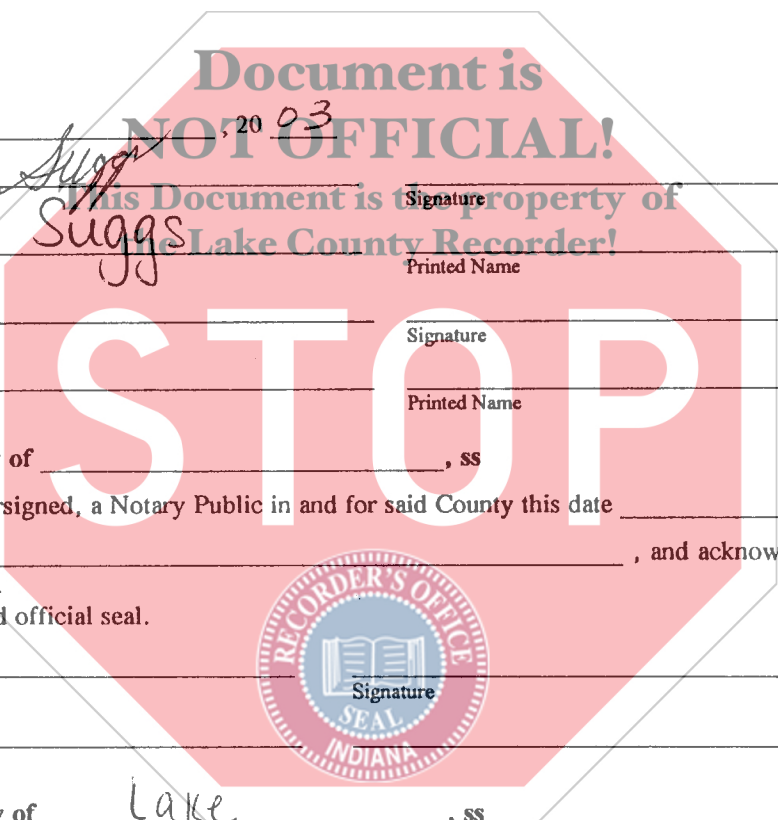 Document is
, 20 03
NOT OFFICIAL!
Suggs
This Document is the property of
Signature
Suggs
the Lake County Recorder!
Printed Name
Signature
STOP
Printed Name
of , ss
rsigned, a Notary Public in and for said County this date
, and acknow
d official seal.
RECORDER'S OFFICE
Signature
SEAL
INDIANA
y of Lake , ss